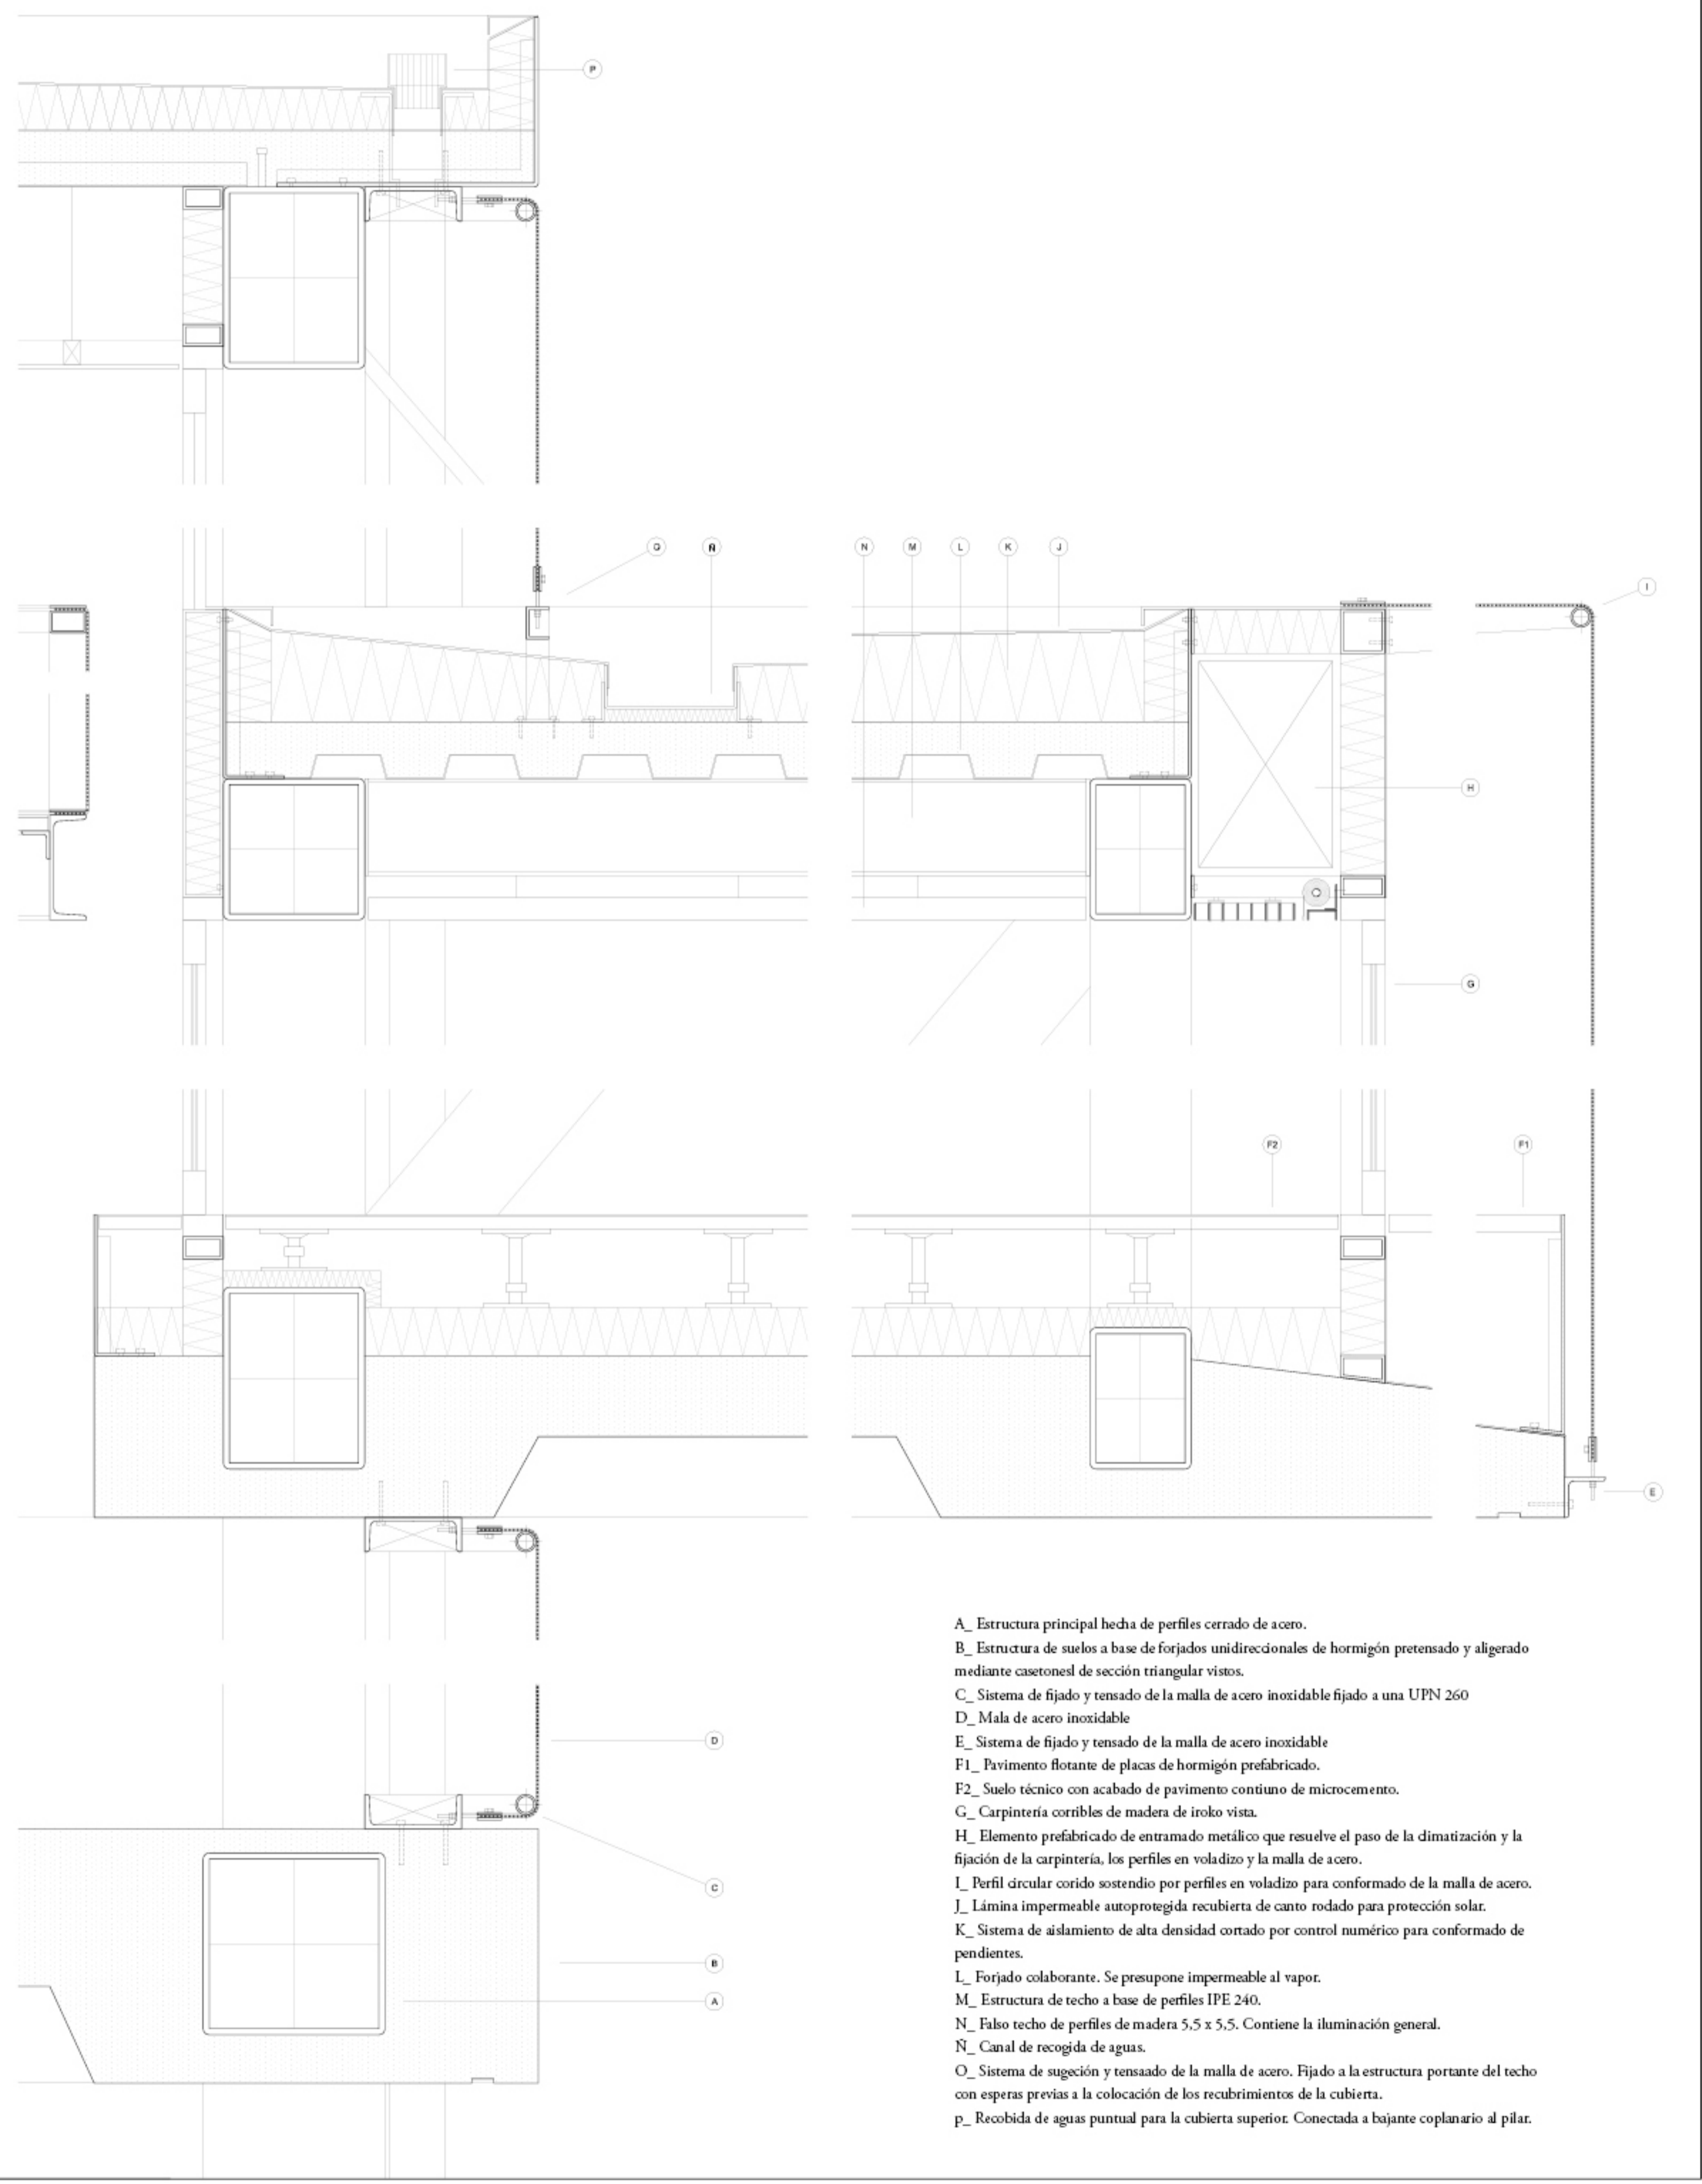 P
G
Ñ
N
M
L
K
J
I
H
G
F2
F1
E
D
C
B
A
A_ Estructura principal hecha de perfiles cerrado de acero.
B_ Estructura de suelos a base de forjados unidireccionales de hormigón pretensado y aligerado
mediante casetonesl de sección triangular vistos.
C_ Sistema de fijado y tensado de la malla de acero inoxidable fijado a una UPN 260
D_ Mala de acero inoxidable
E_ Sistema de fijado y tensado de la malla de acero inoxidable
F1_ Pavimento flotante de placas de hormigón prefabricado.
F2_ Suelo técnico con acabado de pavimento contiuno de microcemento.
G_ Carpintería corribles de madera de iroko vista.
H_ Elemento prefabricado de entramado metálico que resuelve el paso de la climatización y la
fijación de la carpintería, los perfiles en voladizo y la malla de acero.
I_ Perfil circular corido sostendio por perfiles en voladizo para conformado de la malla de acero.
J_ Lámina impermeable autoprotegida recubierta de canto rodado para protección solar.
K_ Sistema de aislamiento de alta densidad cortado por control numérico para conformado de
pendientes.
L_ Forjado colaborante. Se presupone impermeable al vapor.
M_ Estructura de techo a base de perfiles IPE 240.
N_ Falso techo de perfiles de madera 5,5 x 5,5. Contiene la iluminación general.
Ñ_ Canal de recogida de aguas.
O_ Sistema de sugeción y tensaado de la malla de acero. Fijado a la estructura portante del techo
con esperas previas a la colocación de los recubrimientos de la cubierta.
p_ Recobida de aguas puntual para la cubierta superior. Conectada a bajante coplanario al pilar.